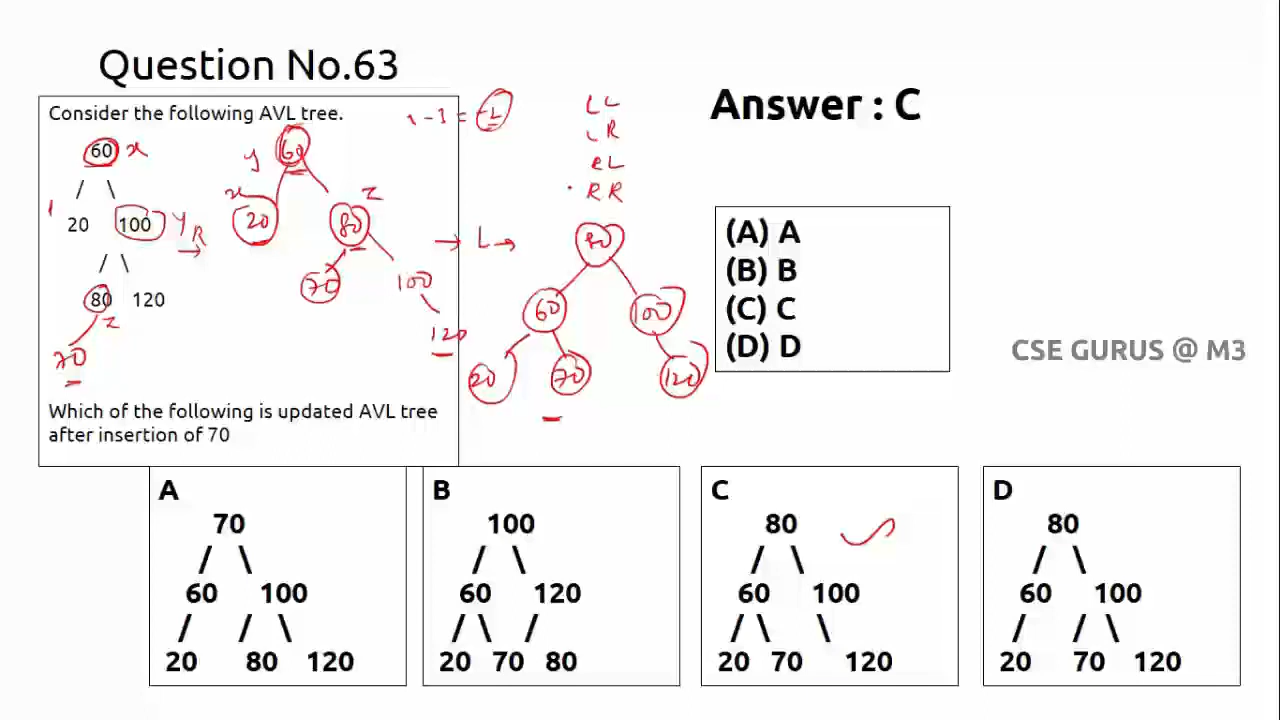 Question No.63
Answer : C
Consider the following AVL tree.
60 x
20 100 y R
80 120
z
70
1 - 3 = -2
y 60
x z
20 80
70 100
120
LL
LR
RL
RR
→ L →
80
60 100
20 70 120
Which of the following is updated AVL tree
after insertion of 70
(A) A
(B) B
(C) C
(D) D
CSE GURUS @ M3
A
70
60 100
20 80 120
B
100
60 120
20 70 80
C
80
60 100
20 70 120
D
80
60 100
20 70 120